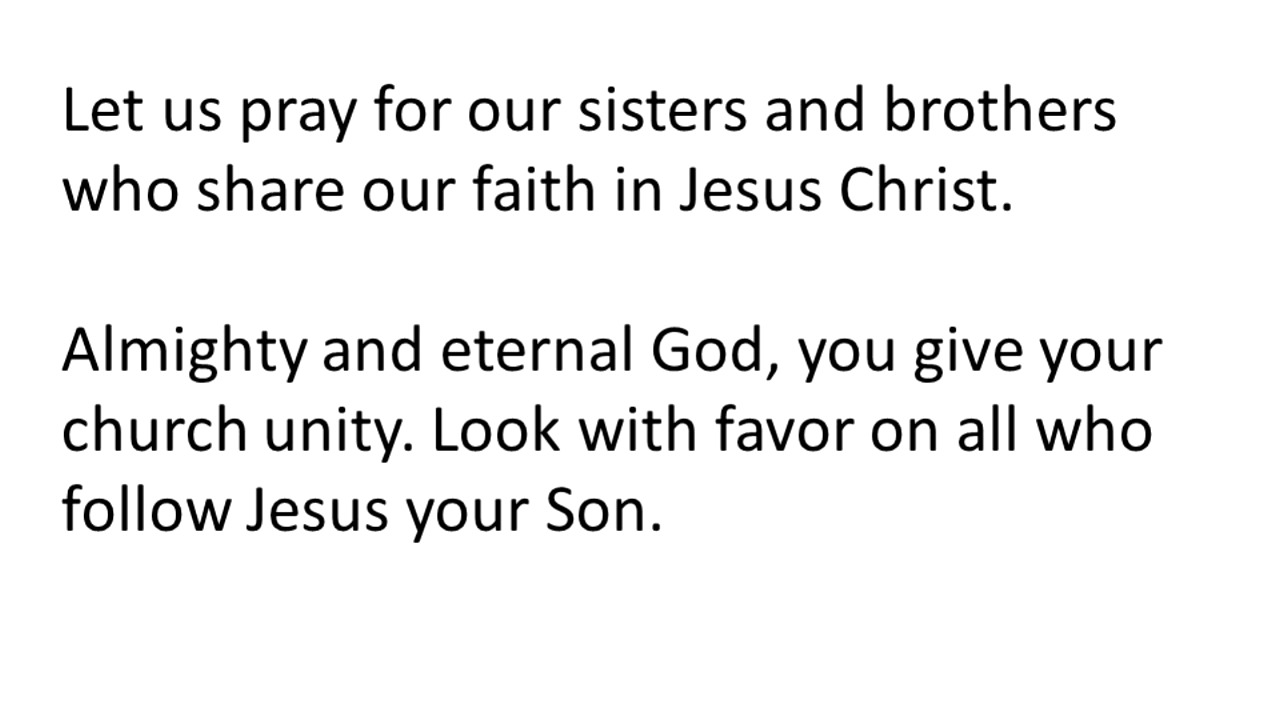 Let us pray for our sisters and brothers
who share our faith in Jesus Christ.
Almighty and eternal God, you give your
church unity. Look with favor on all who
follow Jesus your Son.